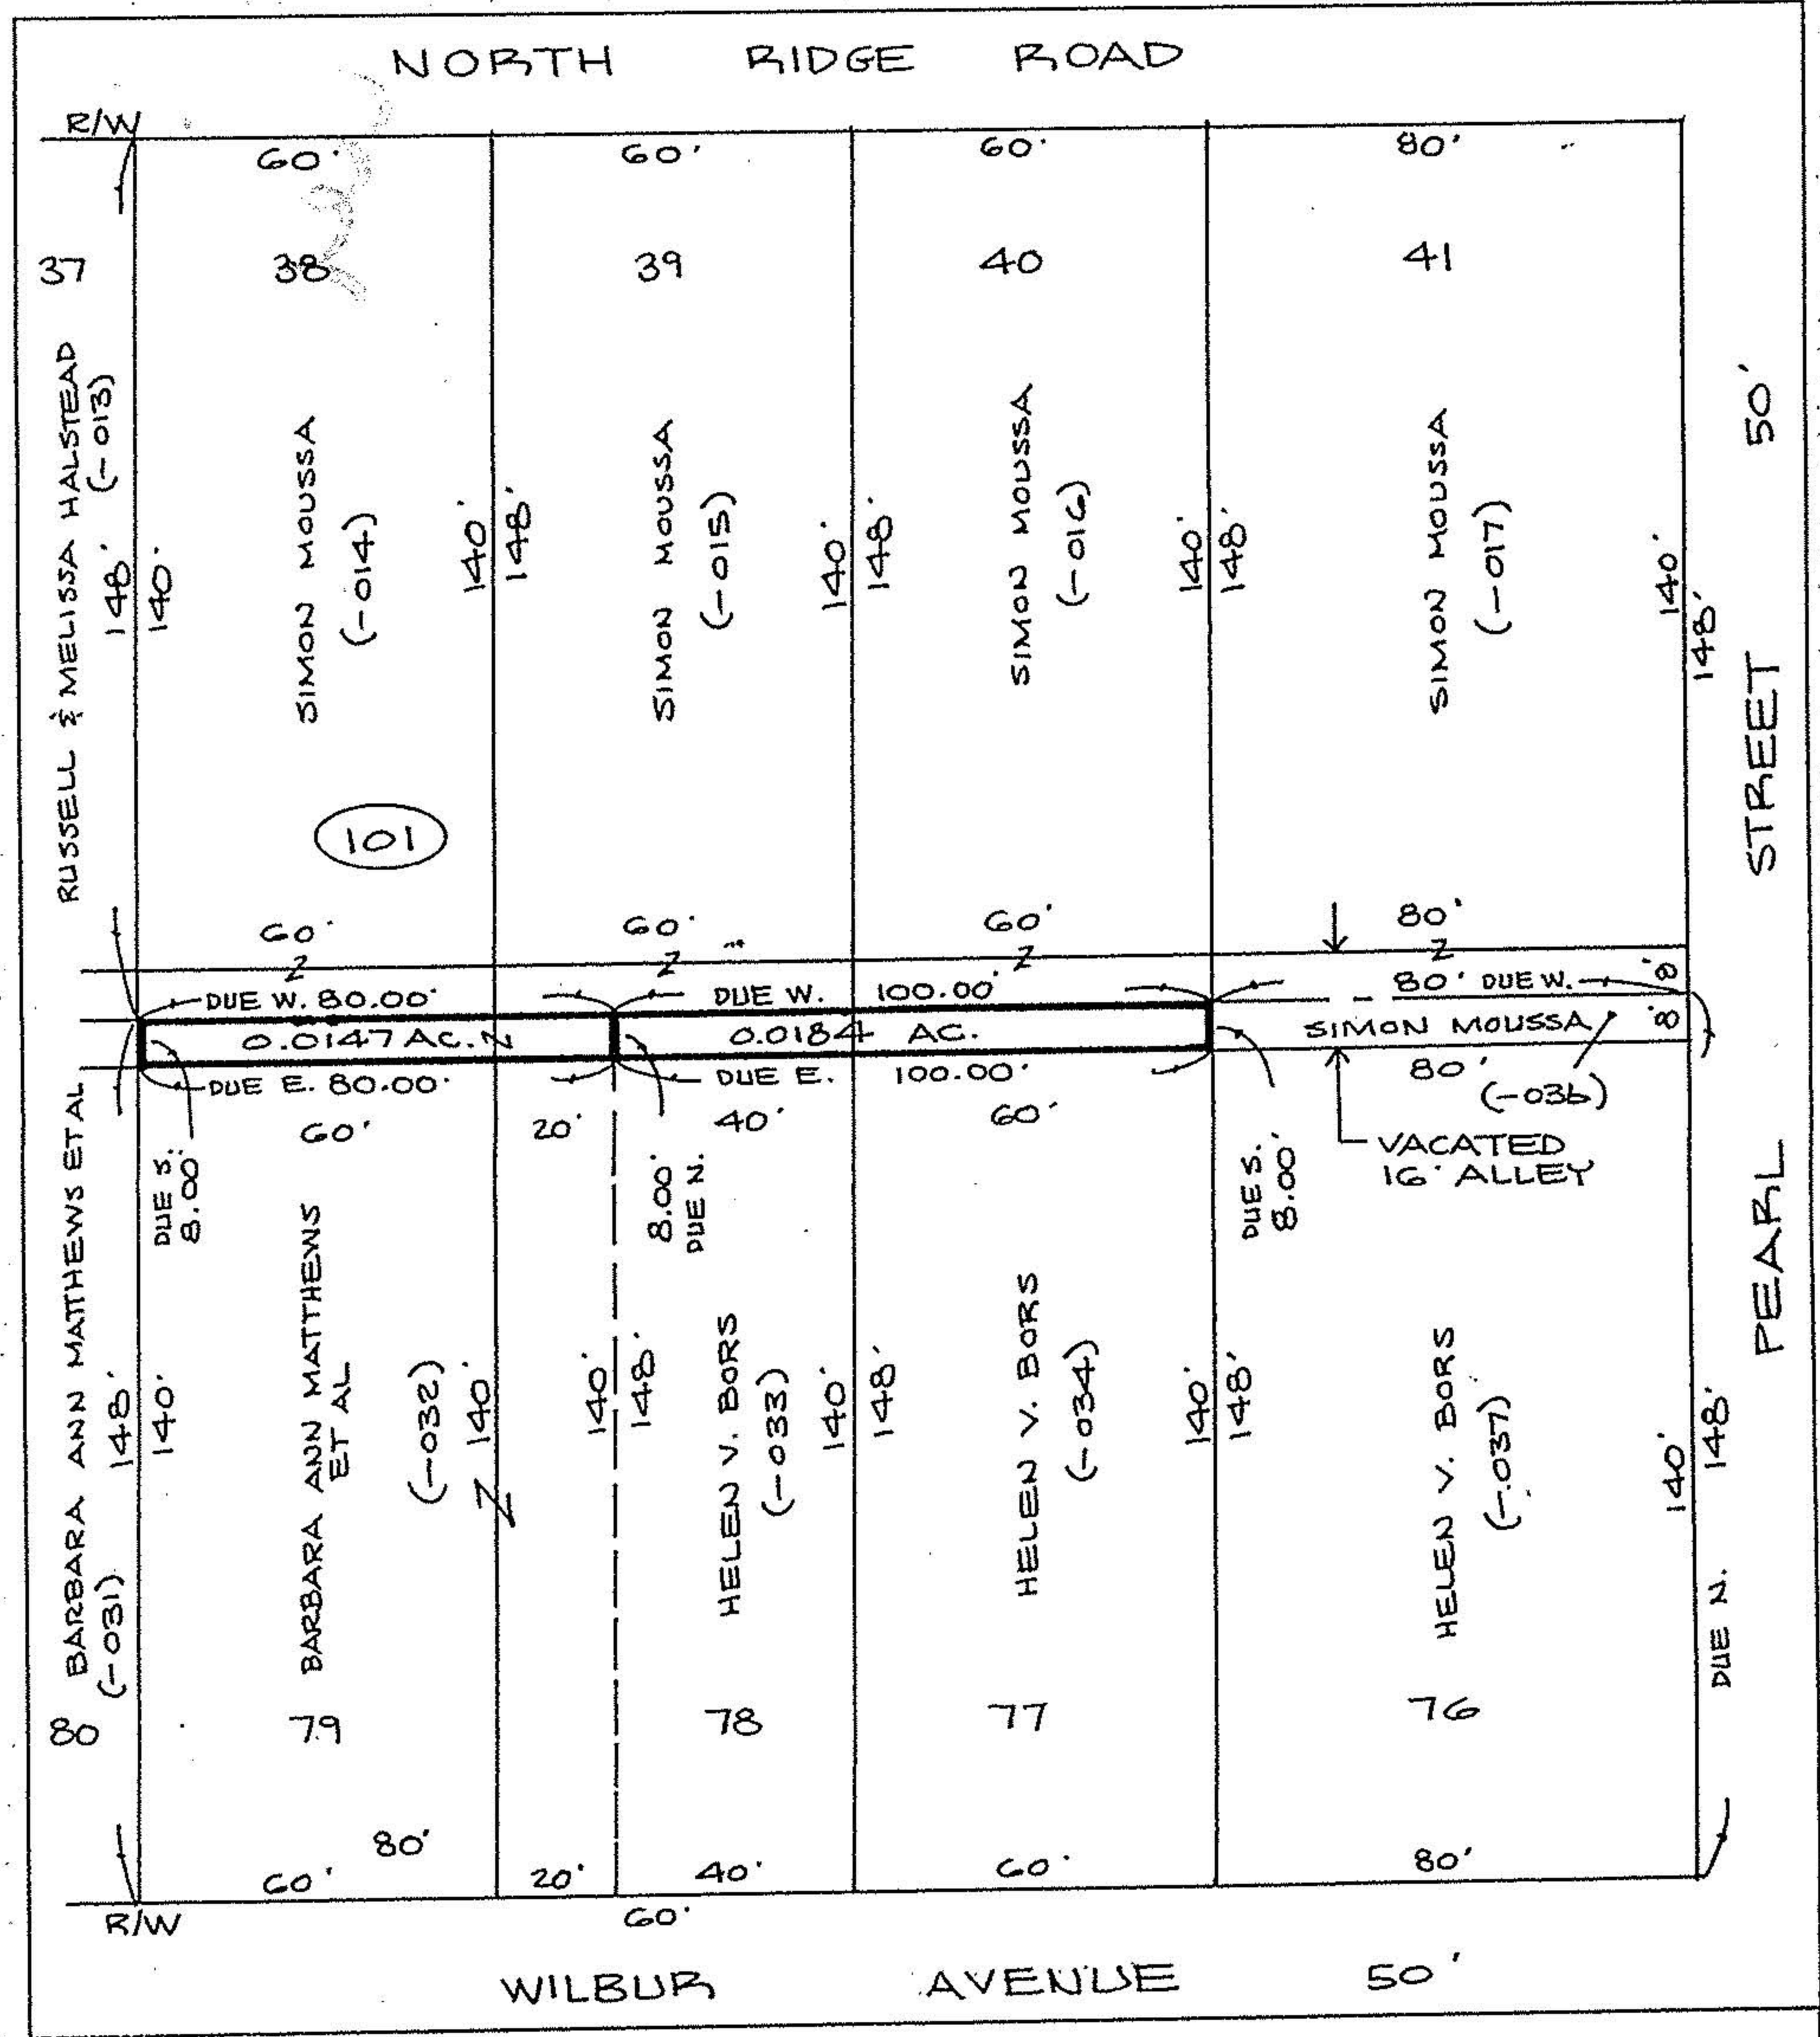 NORTH RIDGE ROAD
R/W
60' 60' 60' 80'
37 38 39 40 41
RUSSELL & MELISSA HALSTEAD
(-013)
148'
140'
SIMON MOUSSA
(-014)
140'
148'
SIMON MOUSSA
(-015)
140'
148'
SIMON MOUSSA
(-016)
140'
148'
SIMON MOUSSA
(-017)
140'
148'
PEARL STREET 50'
101
60' 60' 60' 80'
Z Z Z Z
DUE W. 80.00' DUE W. 100.00' 80' DUE W. 8'
0.0147 AC. N 0.0184 AC. SIMON MOUSSA 8'
DUE E. 80.00' DUE E. 100.00' 80'
(-036)
60' 20' 40' 60'
VACATED
16' ALLEY
DUE S.
8.00'
8.00'
DUE N.
DUE S.
8.00'
BARBARA ANN MATTHEWS ET AL
(-031)
148'
140'
BARBARA ANN MATTHEWS
ET AL
(-032)
140'
Z
140'
148'
HELEN V. BORS
(-033)
140'
148'
HELEN V. BORS
(-034)
140'
148'
HELEN V. BORS
(-037)
140'
DUE N. 148'
80 79 78 77 76
80'
60' 20' 40' 60' 80'
R/W 60'
WILBUR AVENUE 50'